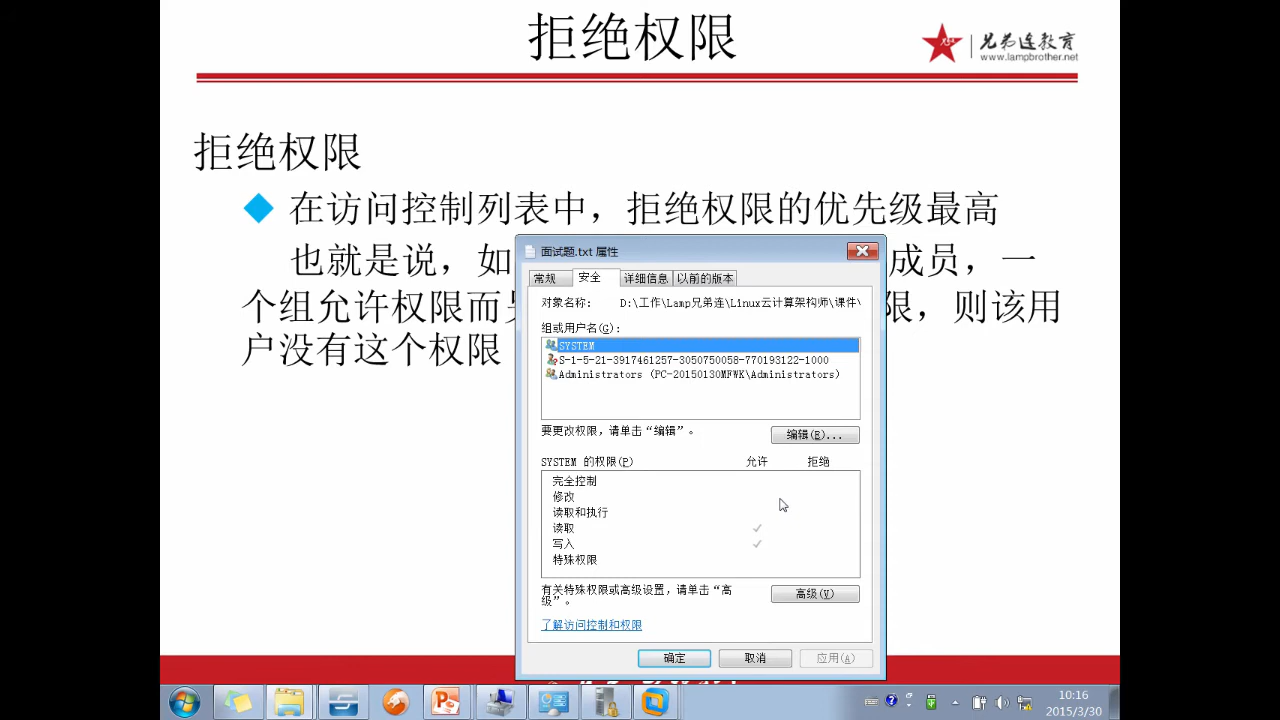 拒绝权限
兄弟连教育
www.lampbrother.net
拒绝权限
在访问控制列表中，拒绝权限的优先级最高
也就是说，如
成员，一
个组允许权限而
限，则该用
户没有这个权限
面试题.txt 属性
常规
安全
详细信息
以前的版本
对象名称： D:\工作\Lamp兄弟连\Linux云计算架构师\课件\
组或用户名(G)：
SYSTEM
S-1-5-21-3917461257-3050750058-770193122-1000
Administrators (PC-20150130MFWK\Administrators)
要更改权限，请单击“编辑”。
编辑(E)...
SYSTEM 的权限(P) 允许 拒绝
完全控制
修改
读取和执行
读取
写入
特殊权限
有关特殊权限或高级设置，请单击“高
级”。
高级(V)
了解访问控制和权限
确定
取消
应用(A)
10:16
2015/3/30